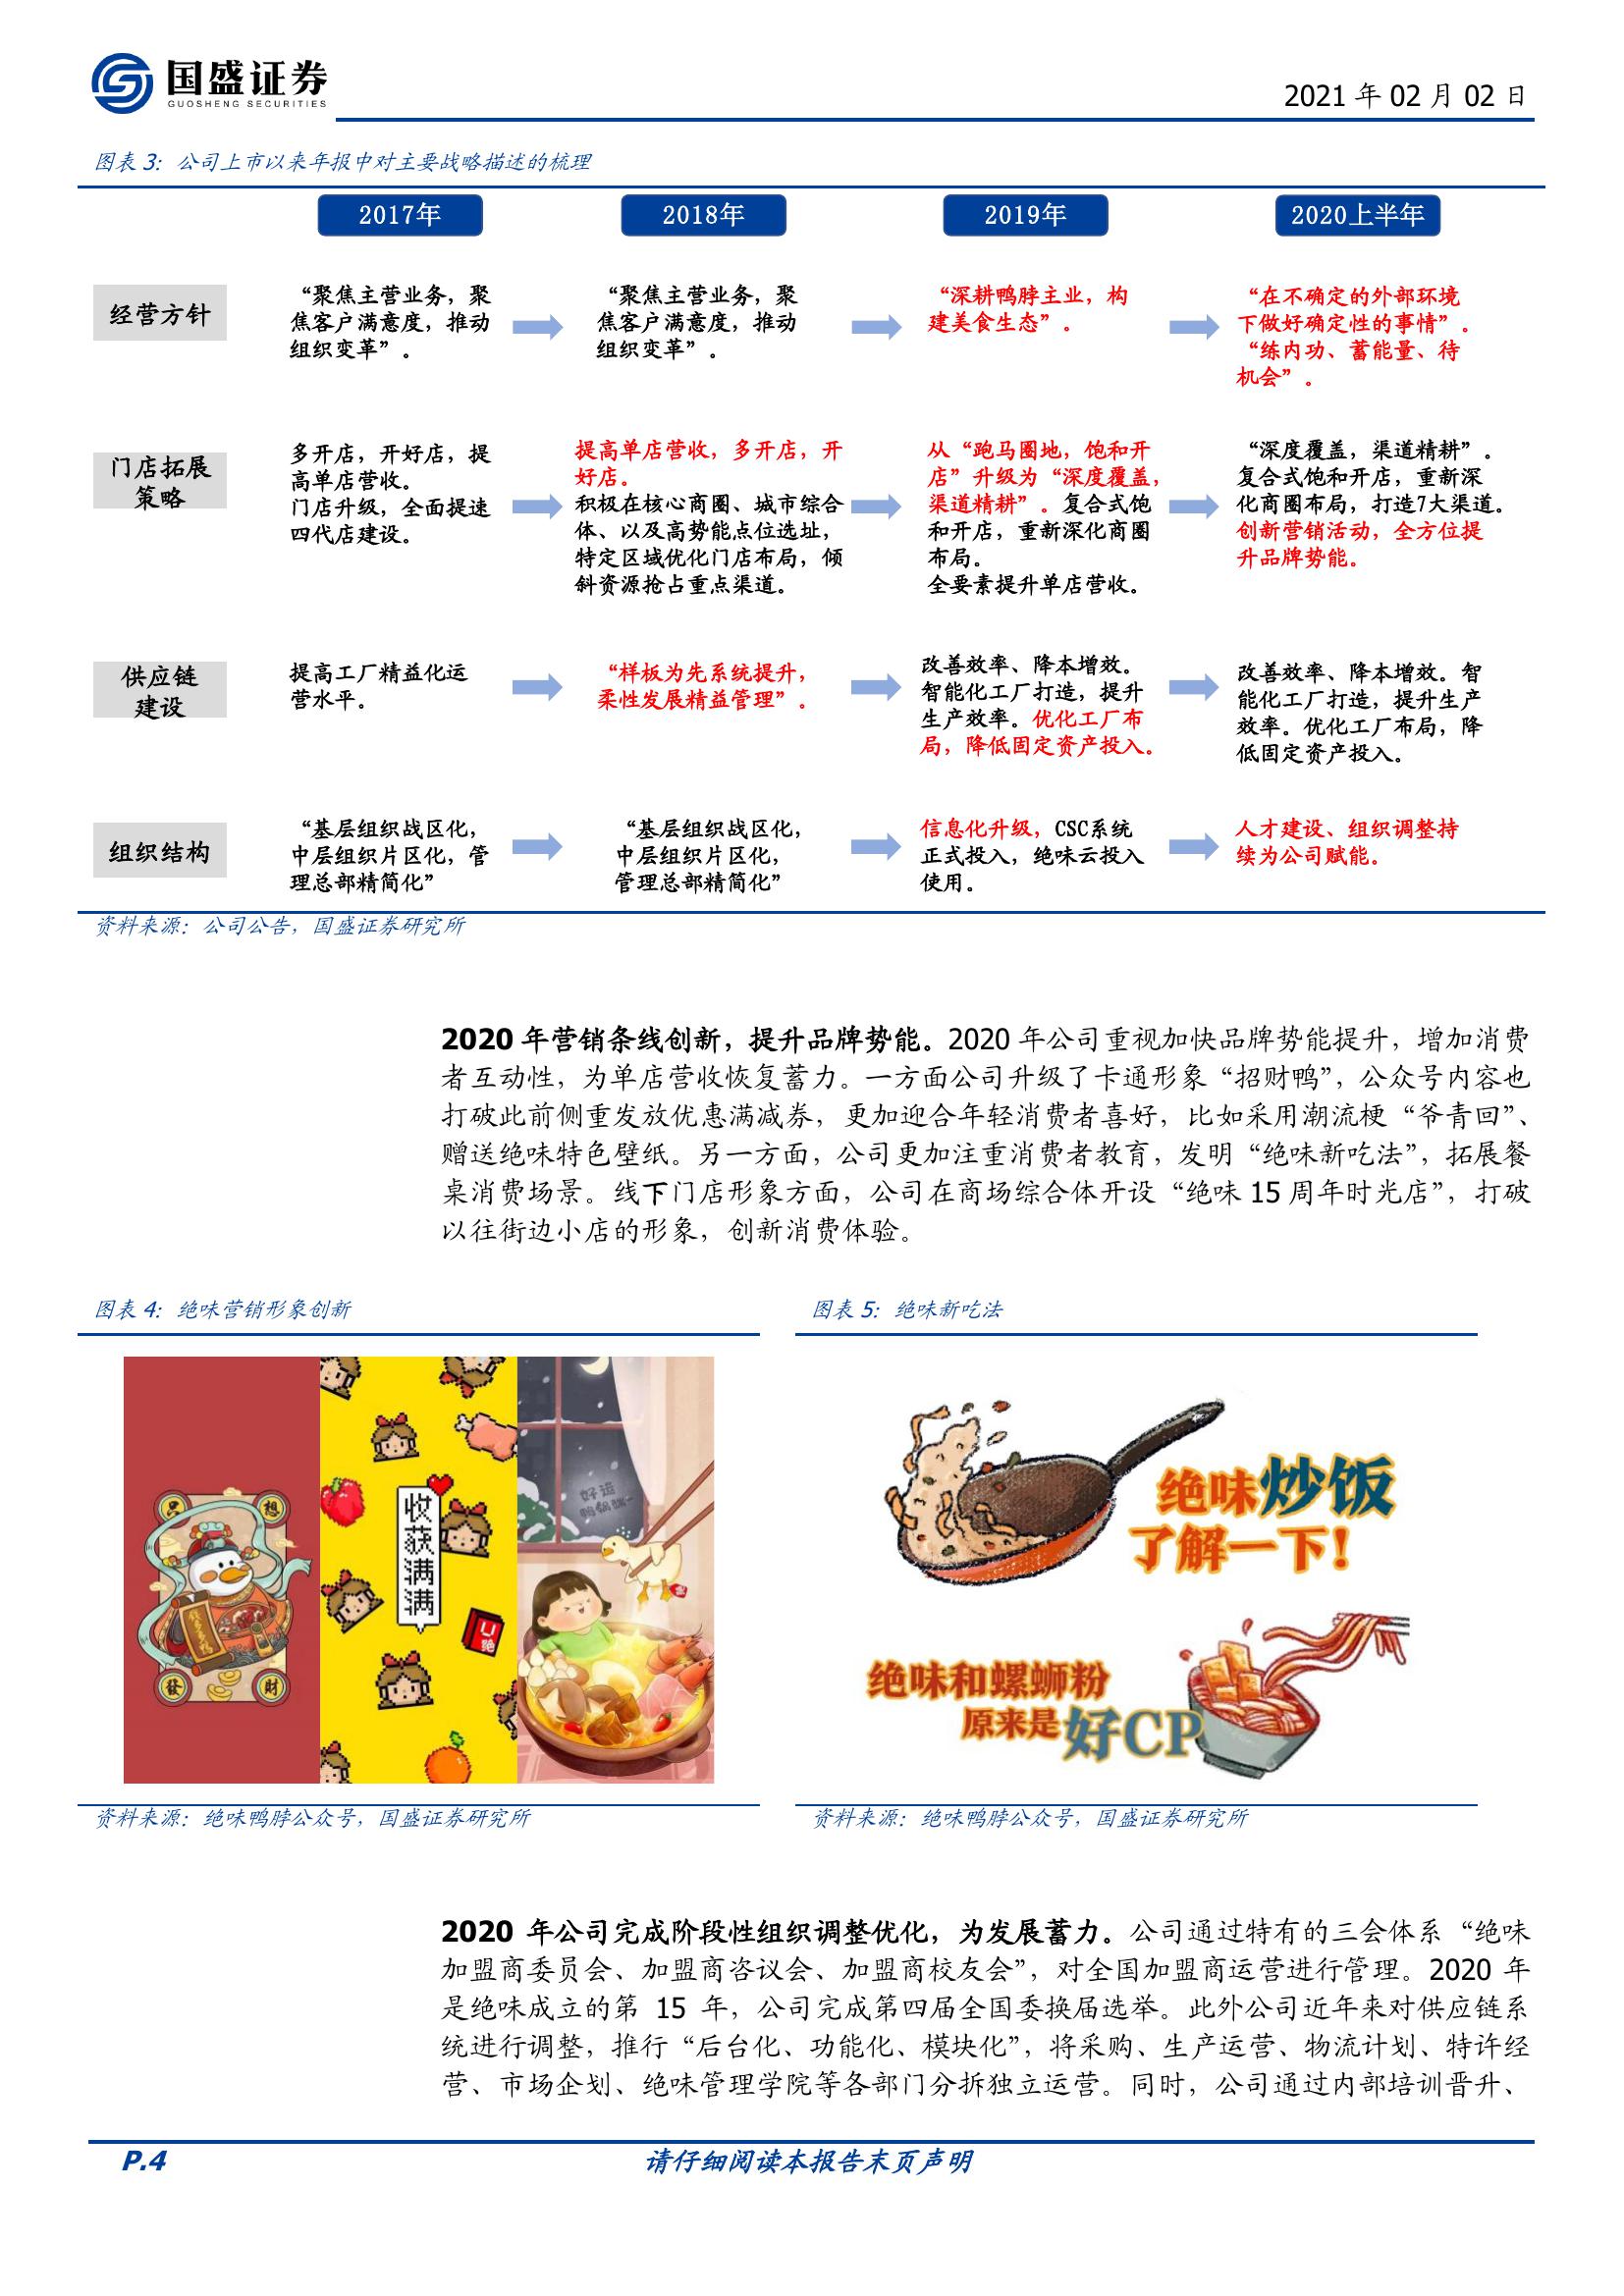 国盛证券
GUOSHENG SECURITIES
2021 年 02 月 02 日
图表 3：公司上市以来年报中对主要战略描述的梳理
2017年
2018年
2019年
2020上半年
经营方针
“聚焦主营业务，聚
焦客户满意度，推动
组织变革”。
“聚焦主营业务，聚
焦客户满意度，推动
组织变革”。
“深耕鸭脖主业，构
建美食生态”。
“在不确定的外部环境
下做好确定性的事情”。
“练内功、蓄能量、待
机会”。
门店拓展
策略
多开店，开好店，提
高单店营收。
门店升级，全面提速
四代店建设。
提高单店营收，多开店，开
好店。
积极在核心商圈、城市综合
体、以及高势能点位选址，
特定区域优化门店布局，倾
斜资源抢占重点渠道。
从“跑马圈地，饱和开
店”升级为“深度覆盖，
渠道精耕”。复合式饱
和开店，重新深化商圈
布局。
全要素提升单店营收。
“深度覆盖，渠道精耕”。
复合式饱和开店，重新深
化商圈布局，打造7大渠道。
创新营销活动，全方位提
升品牌势能。
供应链
建设
提高工厂精益化运
营水平。
“样板为先系统提升，
柔性发展精益管理”。
改善效率、降本增效。
智能化工厂打造，提升
生产效率。优化工厂布
局，降低固定资产投入。
改善效率、降本增效。智
能化工厂打造，提升生产
效率。优化工厂布局，降
低固定资产投入。
组织结构
“基层组织战区化，
中层组织片区化，管
理总部精简化”
“基层组织战区化，
中层组织片区化，
管理总部精简化”
信息化升级，CSC系统
正式投入，绝味云投入
使用。
人才建设、组织调整持
续为公司赋能。
资料来源：公司公告，国盛证券研究所
2020 年营销条线创新，提升品牌势能。2020 年公司重视加快品牌势能提升，增加消费
者互动性，为单店营收恢复蓄力。一方面公司升级了卡通形象“招财鸭”，公众号内容也
打破此前侧重发放优惠满减券，更加迎合年轻消费者喜好，比如采用潮流梗“爷青回”、
赠送绝味特色壁纸。另一方面，公司更加注重消费者教育，发明“绝味新吃法”，拓展餐
桌消费场景。线下门店形象方面，公司在商场综合体开设“绝味 15 周年时光店”，打破
以往街边小店的形象，创新消费体验。
图表 4：绝味营销形象创新
只 想
發 财
收获满满
好运
绝
图表 5：绝味新吃法
绝味炒饭
了解一下！
绝味和螺蛳粉
原来是好CP
资料来源：绝味鸭脖公众号，国盛证券研究所
资料来源：绝味鸭脖公众号，国盛证券研究所
2020 年公司完成阶段性组织调整优化，为发展蓄力。公司通过特有的三会体系“绝味
加盟商委员会、加盟商咨议会、加盟商校友会”，对全国加盟商运营进行管理。2020 年
是绝味成立的第 15 年，公司完成第四届全国委换届选举。此外公司近年来对供应链系
统进行调整，推行“后台化、功能化、模块化”，将采购、生产运营、物流计划、特许经
营、市场企划、绝味管理学院等各部门分拆独立运营。同时，公司通过内部培训晋升、
P.4
请仔细阅读本报告末页声明